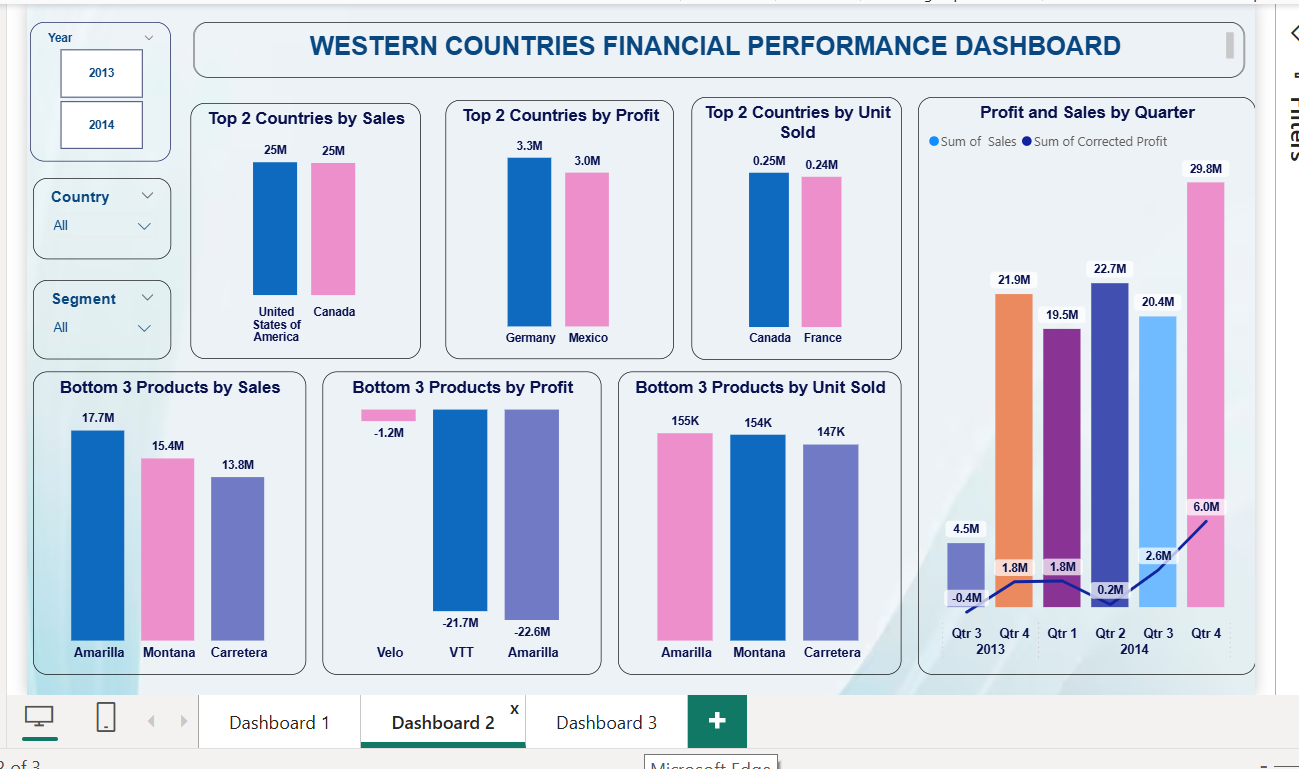 Year
2013
2014
WESTERN COUNTRIES FINANCIAL PERFORMANCE DASHBOARD
Country
All
Segment
All
Top 2 Countries by Sales
25M
25M
United
States of
America
Canada
Top 2 Countries by Profit
3.3M
3.0M
Germany
Mexico
Top 2 Countries by Unit
Sold
0.25M
0.24M
Canada
France
Profit and Sales by Quarter
Sum of Sales
Sum of Corrected Profit
4.5M
21.9M
19.5M
22.7M
20.4M
29.8M
-0.4M
1.8M
1.8M
0.2M
2.6M
6.0M
Qtr 3
Qtr 4
Qtr 1
Qtr 2
Qtr 3
Qtr 4
2013
2014
Bottom 3 Products by Sales
17.7M
15.4M
13.8M
Amarilla
Montana
Carretera
Bottom 3 Products by Profit
-1.2M
-21.7M
-22.6M
Velo
VTT
Amarilla
Bottom 3 Products by Unit Sold
155K
154K
147K
Amarilla
Montana
Carretera
Filters
Dashboard 1
Dashboard 2
x
Dashboard 3
+
of 3
Microsoft Edge